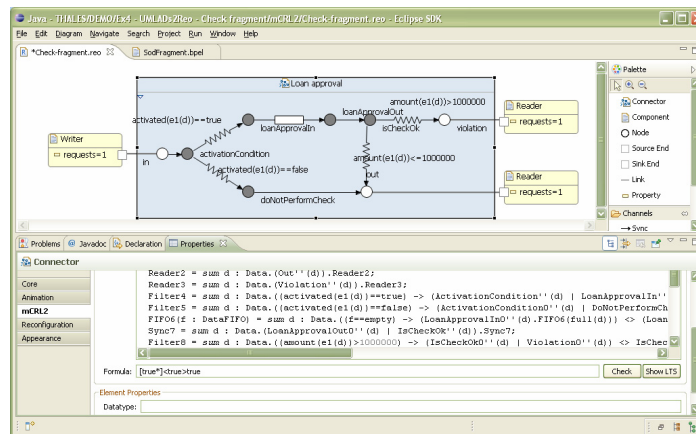 Java - THALES/DEMO/Ex4 - UMLADs2Reo - Check fragment/mCRL2/Check-fragment.reo - Eclipse SDK
File Edit Diagram Navigate Search Project Run Window Help
*Check-fragment.reo SodFragment.bpel
Loan approval
Palette
amount(e1(d))>1000000
Reader
requests=1
Connector
Component
activated(e1(d))==true
loanApprovalOut
loanApprovalIn
isCheckOk
violation
Node
Writer
requests=1
Source End
in
activationCondition
amount(e1(d))<=1000000
Sink End
activated(e1(d))==false
out
Reader
requests=1
Link
doNotPerformCheck
Property
Channels
Sync
Problems Javadoc Declaration Properties
Connector
Core
Animation
mCRL2
Reconfiguration
Appearance
Reader2 = sum d : Data.(Out''(d)).Reader2;
Reader3 = sum d : Data.(Violation''(d)).Reader3;
Filter4 = sum d : Data.((activated(e1(d))==true) -> (ActivationCondition''(d) | LoanApprovalIn''
Filter5 = sum d : Data.((activated(e1(d))==false) -> (ActivationCondition0''(d) | DoNotPerformCh
FIFO6(f : DataFIFO) = sum d : Data.((f==empty) -> (LoanApprovalIn0''(d).FIFO6(full(d))) <> (Loan
Sync7 = sum d : Data.(LoanApprovalOut0''(d) | IsCheckOk''(d)).Sync7;
Filter8 = sum d : Data.((amount(e1(d))>1000000) -> (IsCheckOk0''(d) | Violation0''(d)) <> IsChec
Formula: [true*]<true>true
Check Show LTS
Element Properties
Datatype: